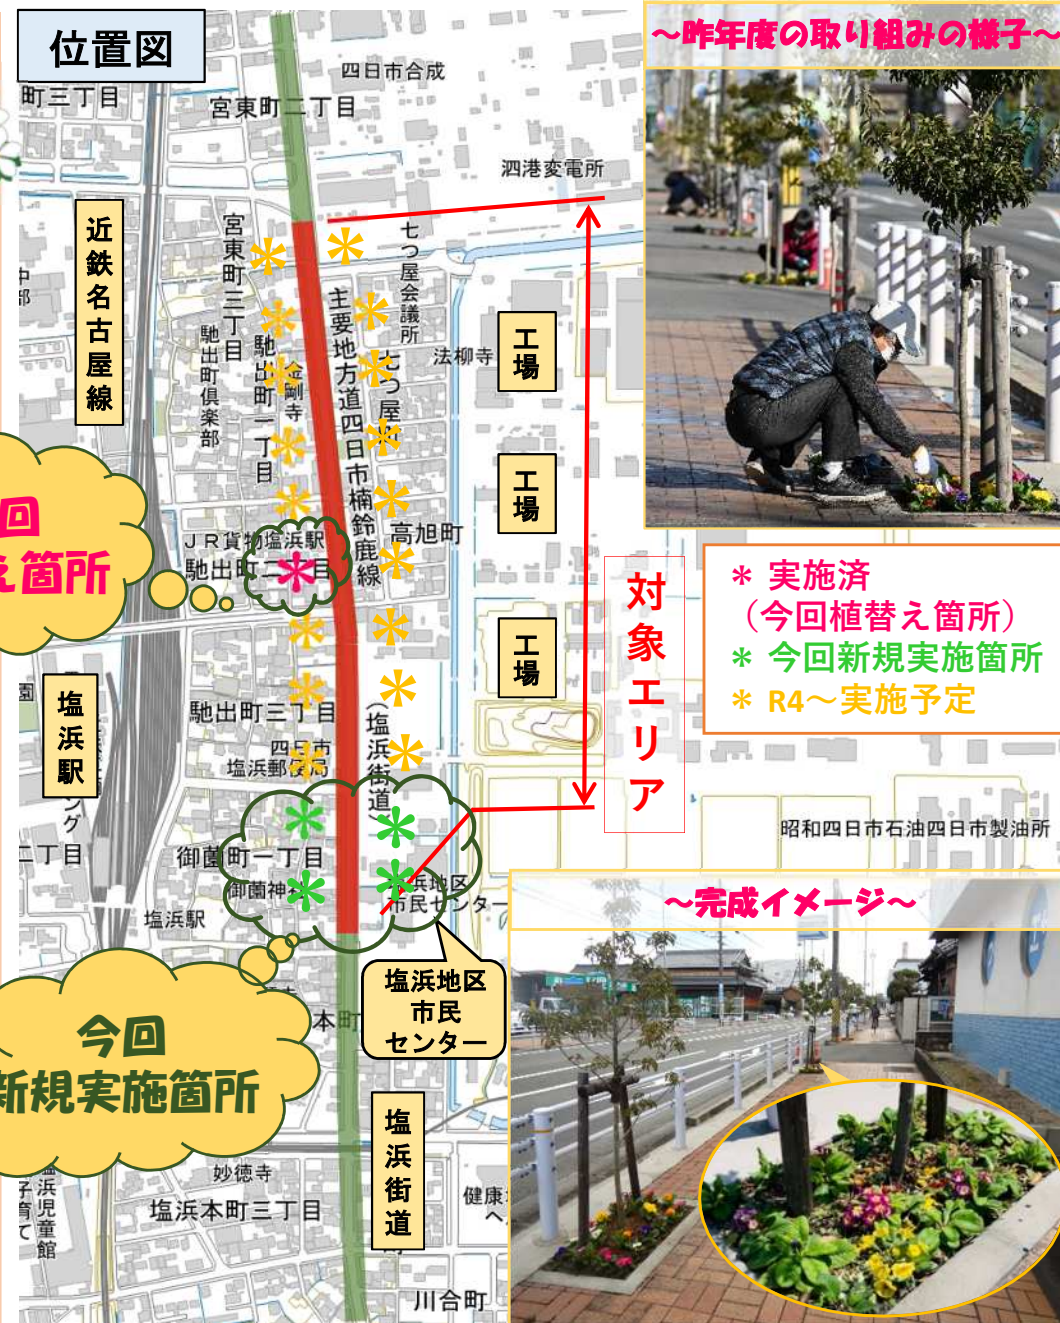 位置図
～昨年度の取り組みの様子～
町三丁目
宮東町二丁目
四日市合成
泗港変電所
近鉄名古屋線
宮東町三丁目
七つ屋会議所
主要地方道四日市楠鈴鹿線
馳出町倶楽部
馳出町一丁目
金剛寺
法柳寺
工場
工場
工場
高旭町
JR貨物塩浜駅
馳出町二丁目
回
え箇所
対象エリア
＊ 実施済
（今回植替え箇所）
＊ 今回新規実施箇所
＊ R4～実施予定
塩浜駅
馳出町三丁目
四日市
塩浜郵便局
（塩浜街道）
二丁目
御薗町一丁目
御薗神社
塩浜駅
浜地区
市民センター
昭和四日市石油四日市製油所
～完成イメージ～
塩浜地区
市民
センター
今回
新規実施箇所
本町
塩浜街道
妙徳寺
塩浜本町三丁目
塩浜児童館
子育て
健康
川合町